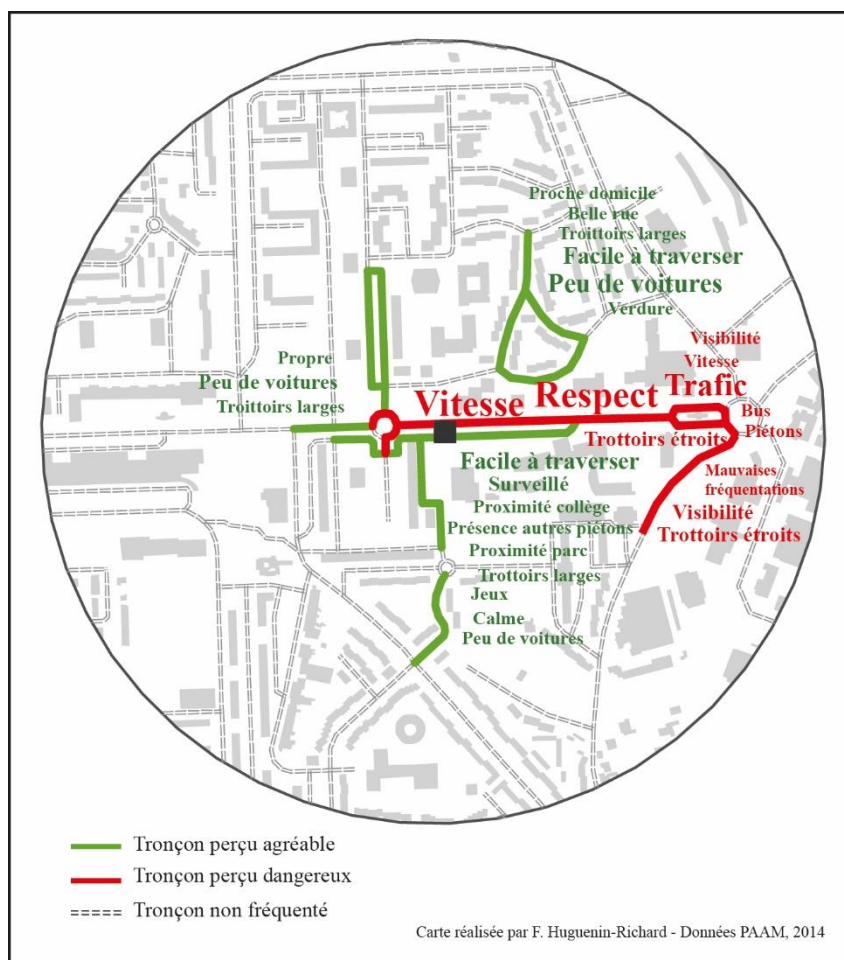 Proche domicile
Belle rue
Troittoirs larges
Facile à traverser
Peu de voitures
Verdure
Propre
Peu de voitures
Troittoirs larges
Visibilité
Vitesse
Vitesse Respect Trafic
Bus
Piétons
Trottoirs étroits
Mauvaises
fréquentations
Visibilité
Trottoirs étroits
Facile à traverser
Surveillé
Proximité collège
Présence autres piétons
Proximité parc
Trottoirs larges
Jeux
Calme
Peu de voitures
Tronçon perçu agréable
Tronçon perçu dangereux
Tronçon non fréquenté
Carte réalisée par F. Huguenin-Richard - Données PAAM, 2014